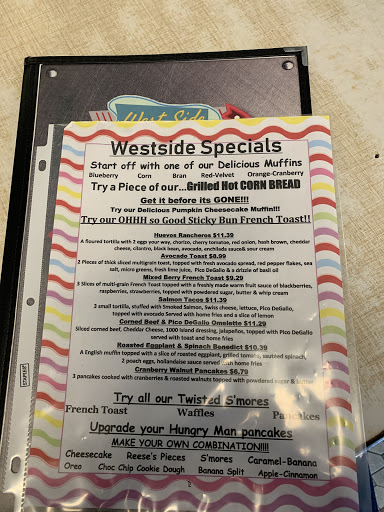 West Side
Westside Specials
Start off with one of our Delicious Muffins
Blueberry Corn Bran Red-Velvet Orange-Cranberry
Try a Piece of our...Grilled Hot CORN BREAD
Get it before its GONE!!!!
Try our Delicious Pumpkin Cheesecake Muffin!!!
Try our OHHH so Good Sticky Bun French Toast!!
Huevos Rancheros $11.39
A floured tortilla with 2 eggs your way, chorizo, cherry tomato, red onion, hash brown, cheddar
cheese, cilantro, black bean, avocado, enchilada sauce& sour cream
Avocado Toast $8.99
2 Pieces of thick sliced multigrain toast, topped with fresh avocado spread, red pepper flakes, sea
salt, micro greens, fresh lime juice, Pico DeGallo & a drizzle of basil oil
Mixed Berry French Toast $9.29
3 Slices of multi-grain French Toast topped with a freshly made warm fruit sauce of blackberries,
raspberries, strawberries, topped with powdered sugar, butter & whip cream
Salmon Tacos $11.39
3 small tortilla, stuffed with Smoked Salmon, Swiss cheese, lettuce, Pico DeGallo,
topped with avocado Served with home fries and a slice of lemon
Corned Beef & Pico DeGallo Omelette $11.29
Sliced corned beef, Cheddar Cheese, 1000 Island dressing, jalapeños, topped with Pico DeGallo
served with toast and home fries
Roasted Eggplant & Spinach Benedict $10.39
A English muffin topped with a slice of roasted eggplant, grilled tomato, sautéed spinach,
2 poach eggs, hollandaise sauce served with home fries
Cranberry Walnut Pancakes $6.79
3 pancakes cooked with cranberries & roasted walnuts topped with powdered sugar & butter
Try all our Twisted S'mores
French Toast Waffles Pancakes
Upgrade your Hungry Man pancakes
MAKE YOUR OWN COMBINATION!!!!
Cheesecake Reese's Pieces S'mores Caramel-Banana
Oreo Choc Chip Cookie Dough Banana Split Apple-Cinnamon
2